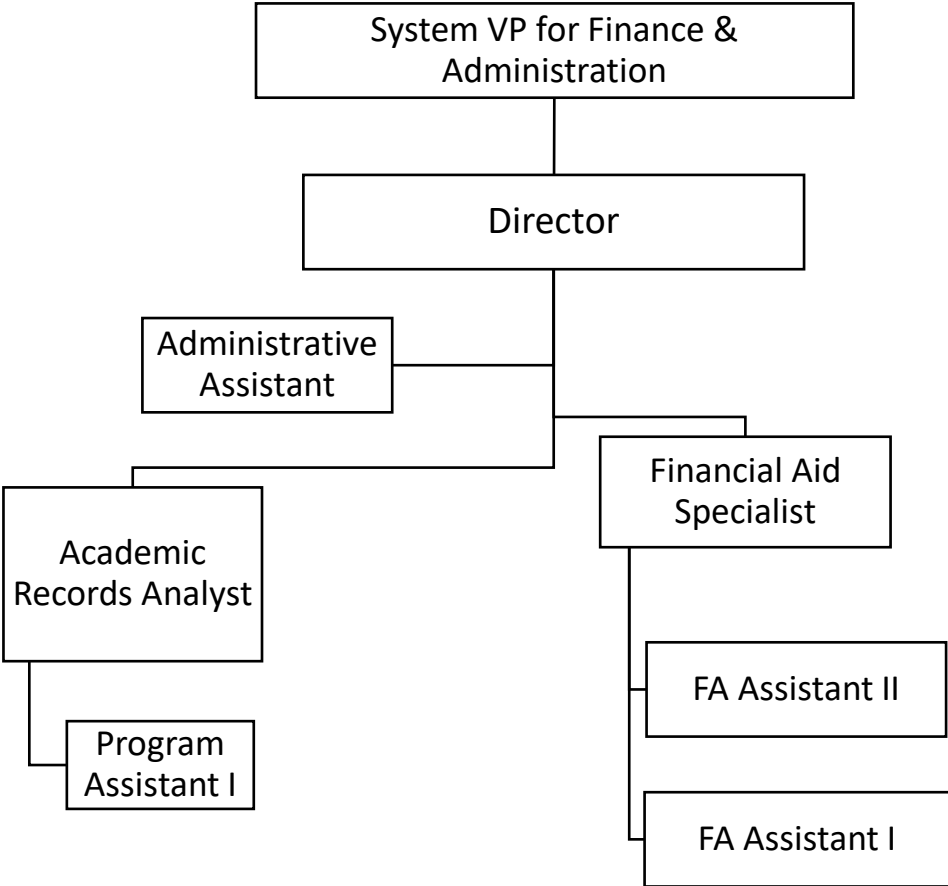 System VP for Finance &
Administration
Director
Administrative
Assistant
Financial Aid
Specialist
Academic
Records Analyst
FA Assistant II
Program
Assistant I
FA Assistant I